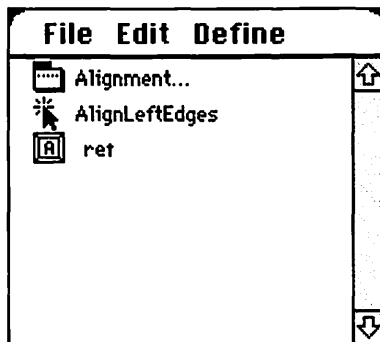 File Edit Define
Alignment...
AlignLeftEdges
A ret